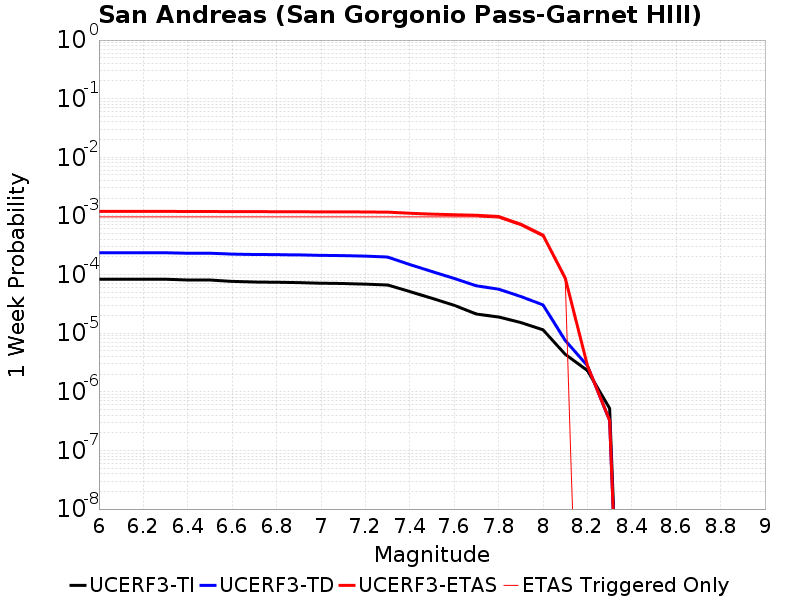 San Andreas (San Gorgonio Pass-Garnet HIll)
10^0
10^-1
10^-2
10^-3
10^-4
10^-5
10^-6
10^-7
10^-8
1 Week Probability
6 6.2 6.4 6.6 6.8 7 7.2 7.4 7.6 7.8 8 8.2 8.4 8.6 8.8 9
Magnitude
UCERF3-TI UCERF3-TD UCERF3-ETAS ETAS Triggered Only